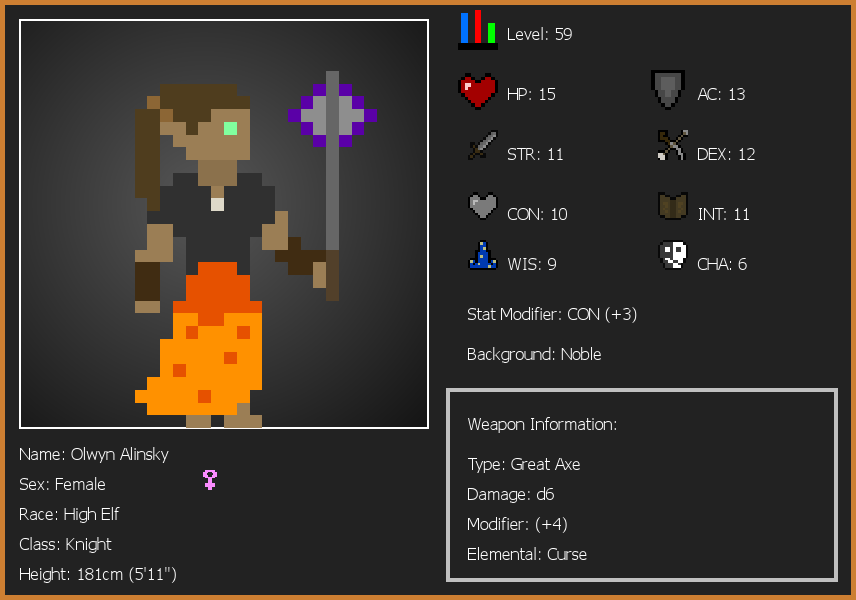 Level: 59
HP: 15
AC: 13
STR: 11
DEX: 12
CON: 10
INT: 11
WIS: 9
CHA: 6
Stat Modifier: CON (+3)
Background: Noble
Weapon Information:
Type: Great Axe
Damage: d6
Modifier: (+4)
Elemental: Curse
Name: Olwyn Alinsky
Sex: Female
Race: High Elf
Class: Knight
Height: 181cm (5'11")